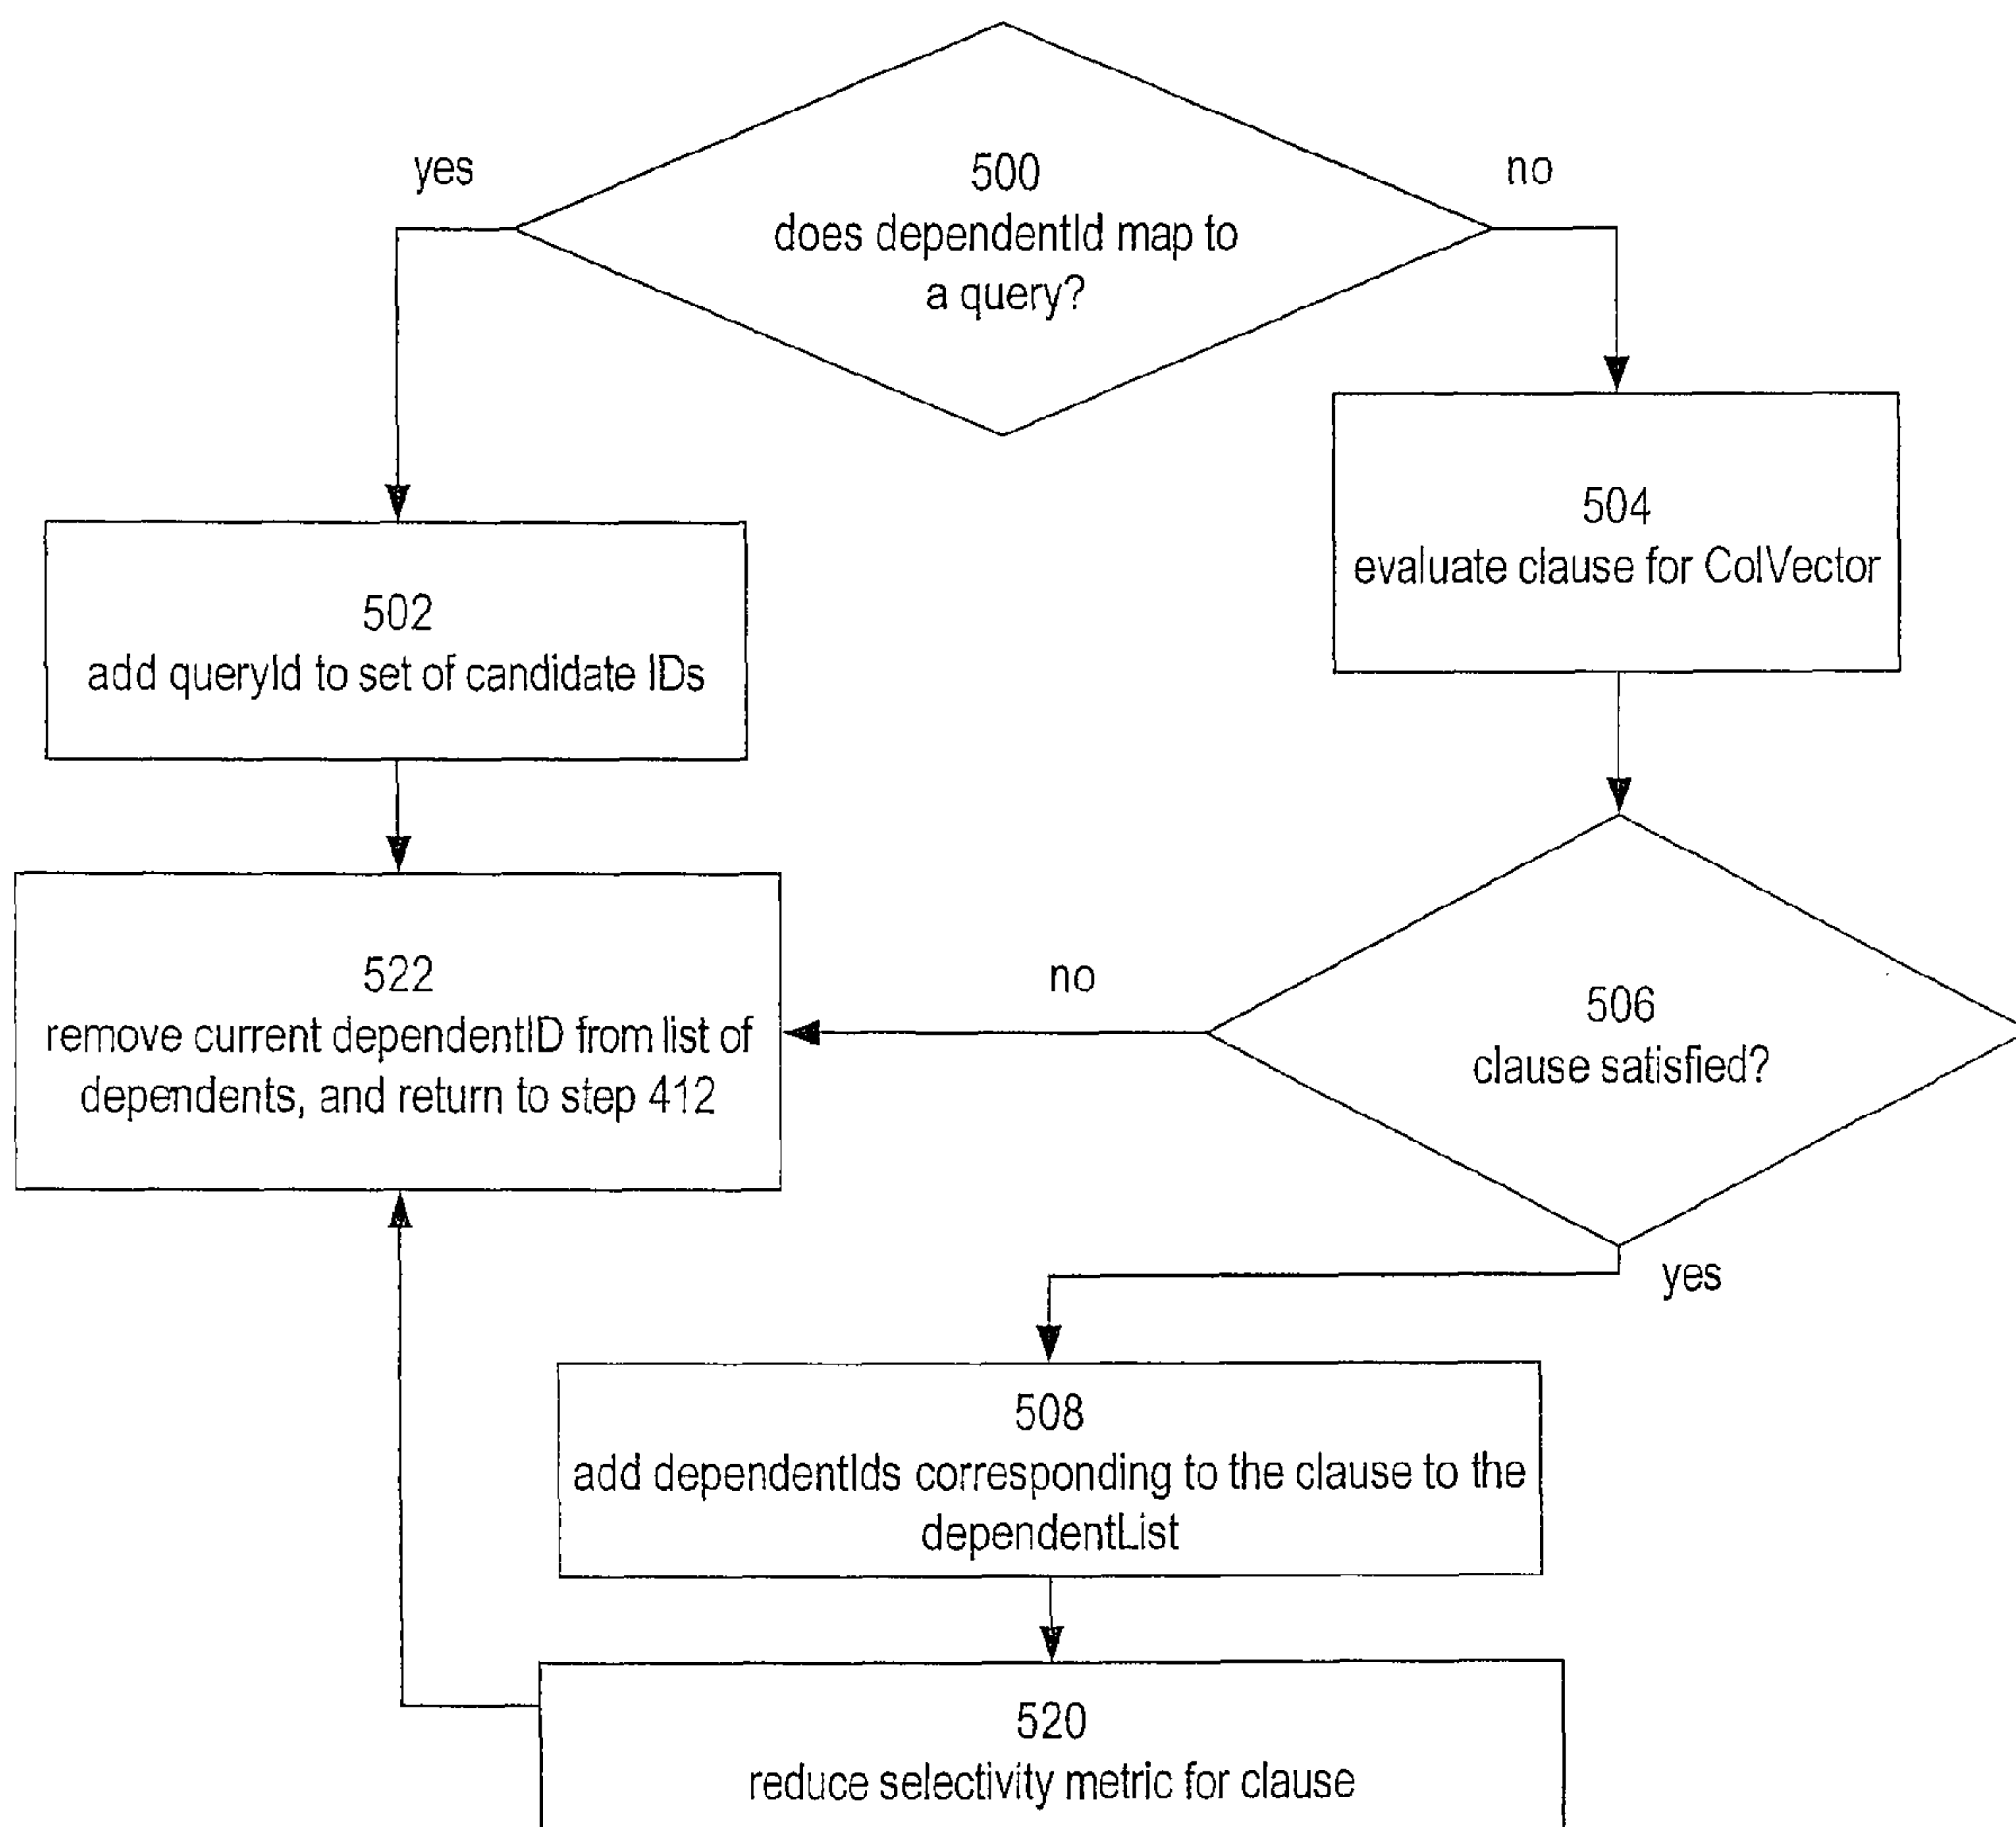 yes
no
500
does dependentId map to
a query?
504
evaluate clause for ColVector
502
add queryId to set of candidate IDs
522
remove current dependentID from list of
dependents, and return to step 412
no
506
clause satisfied?
yes
508
add dependentIds corresponding to the clause to the
dependentList
520
reduce selectivity metric for clause